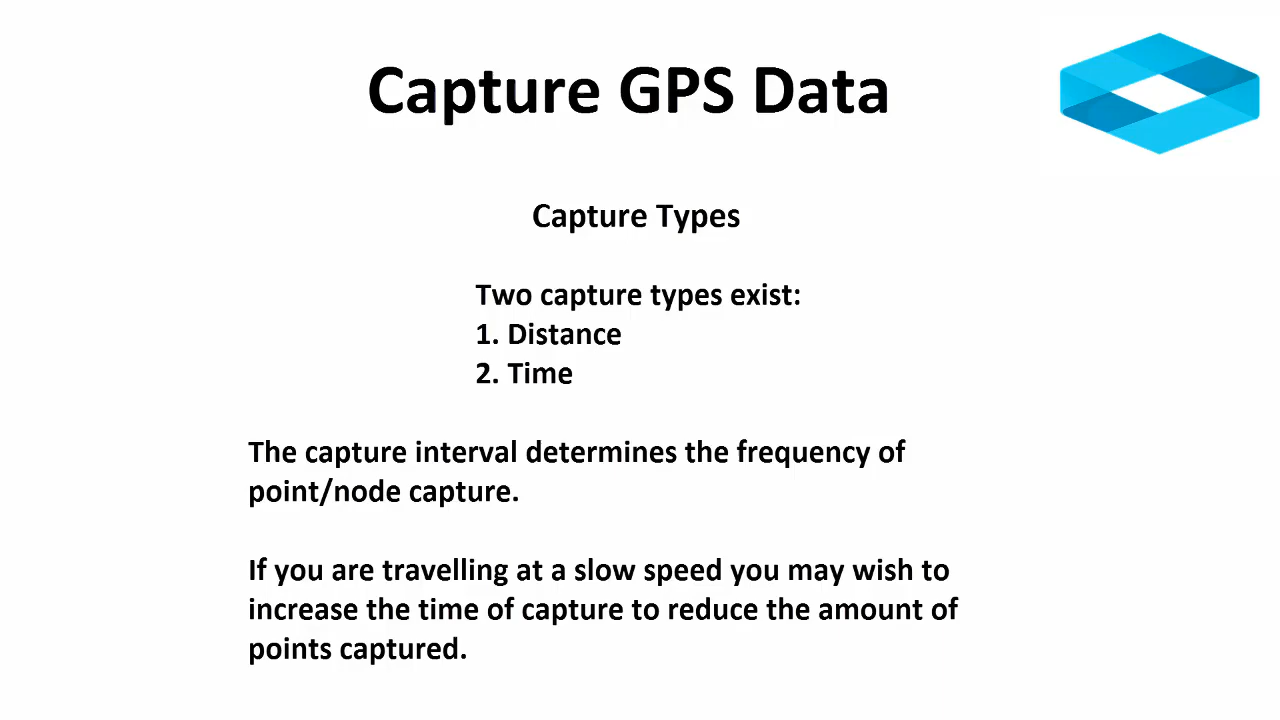 Capture GPS Data
Capture Types
Two capture types exist:
1. Distance
2. Time
The capture interval determines the frequency of
point/node capture.
If you are travelling at a slow speed you may wish to
increase the time of capture to reduce the amount of
points captured.